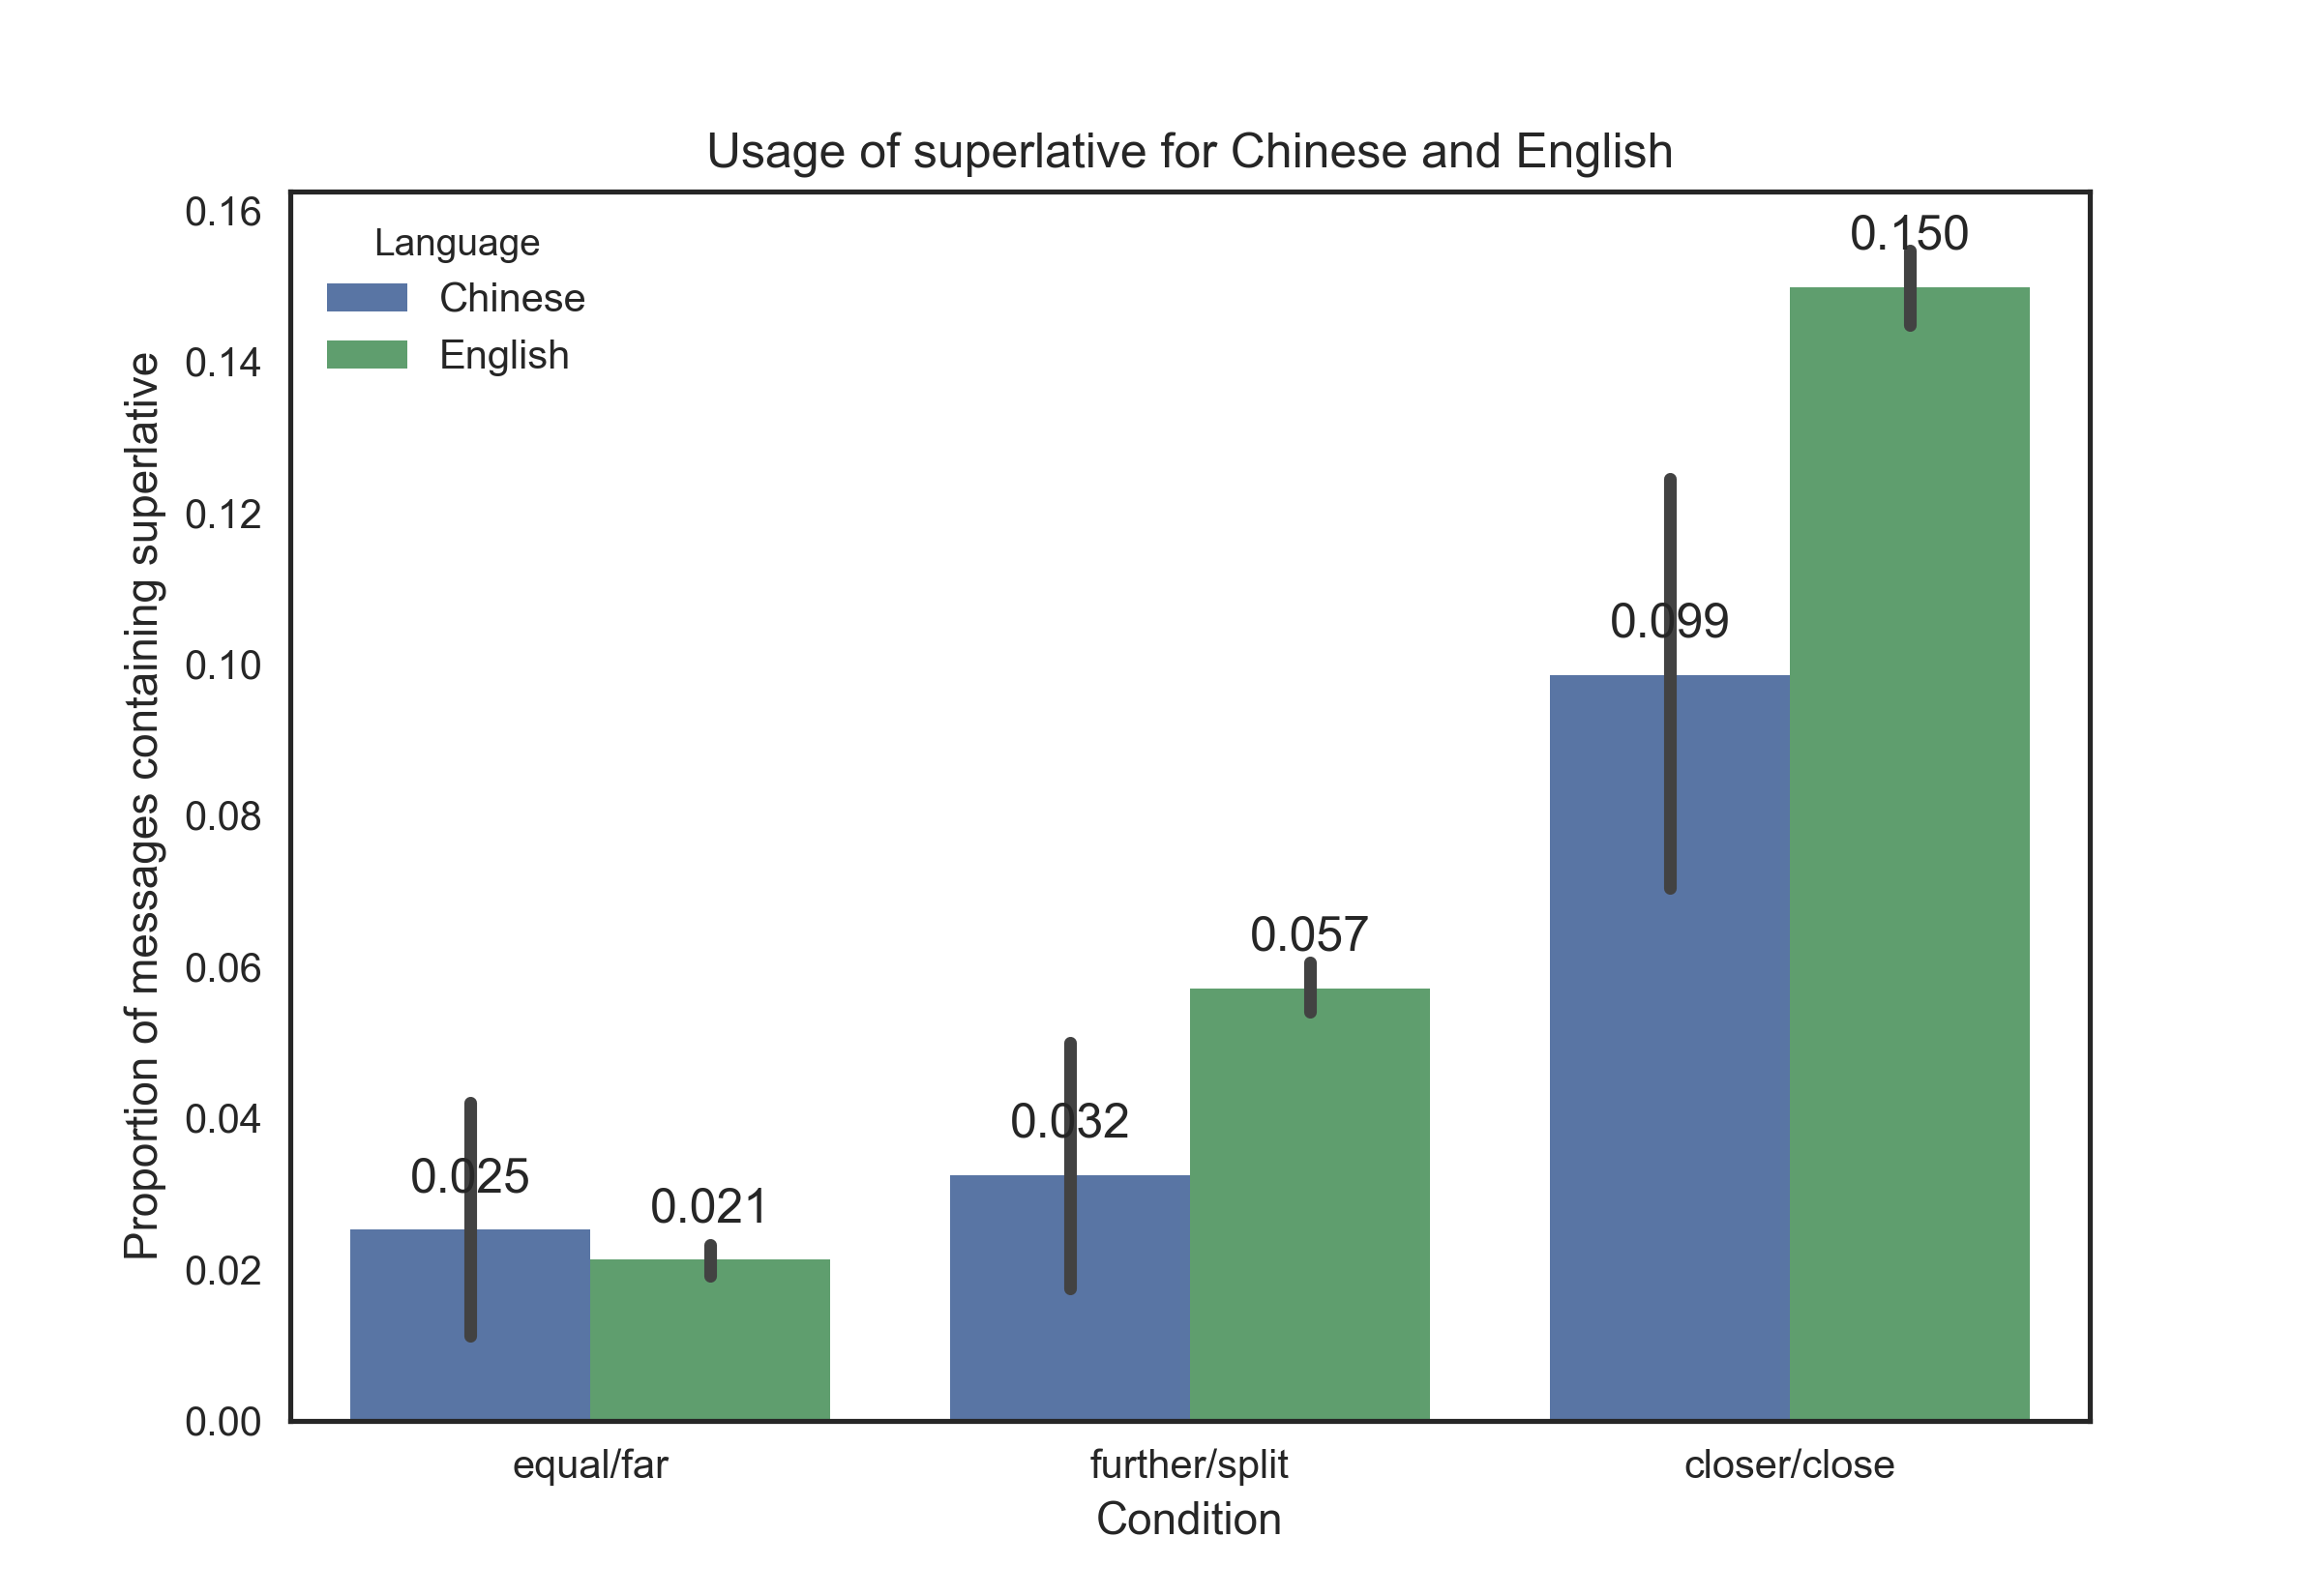 Usage of superlative for Chinese and English
Proportion of messages containing superlative
0.16
0.14
0.12
0.10
0.08
0.06
0.04
0.02
0.00
Language
Chinese
English
0.025
0.021
0.032
0.057
0.099
0.150
equal/far
further/split
closer/close
Condition